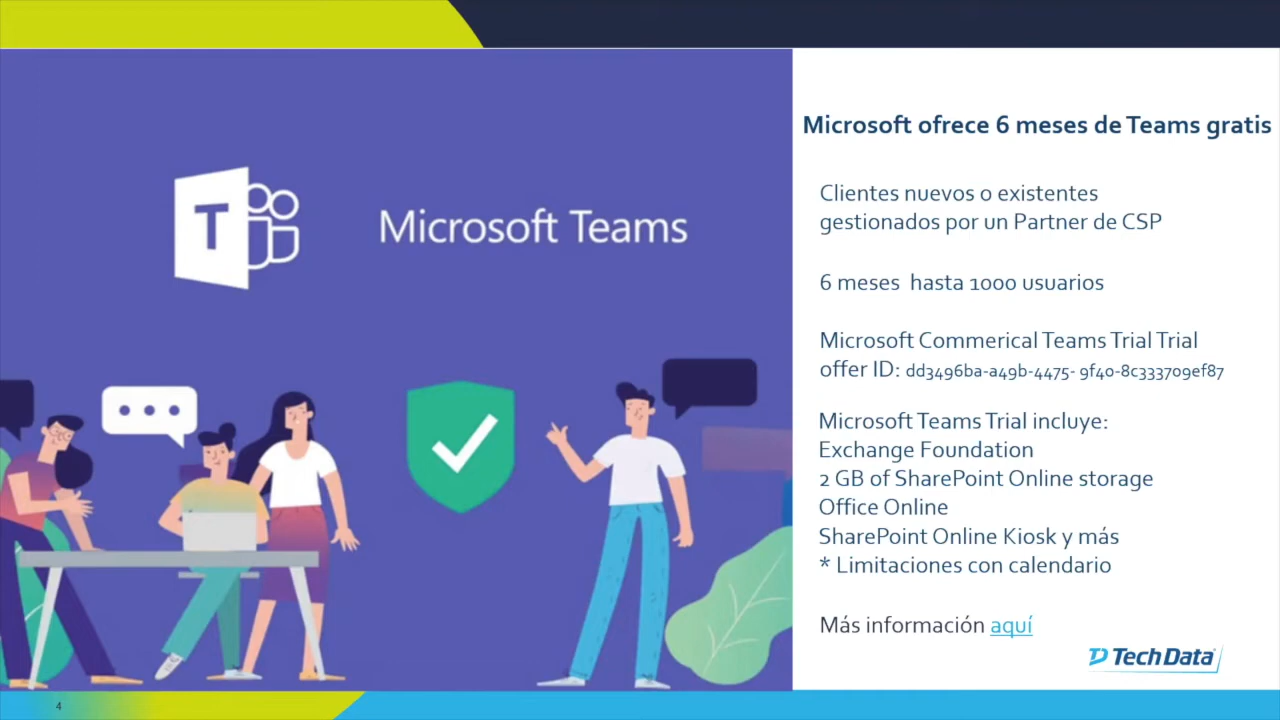 Microsoft ofrece 6 meses de Teams gratis
T
Microsoft Teams
Clientes nuevos o existentes
gestionados por un Partner de CSP
6 meses hasta 1000 usuarios
Microsoft Commerical Teams Trial Trial
offer ID: dd3496ba-a49b-4475- 9f40-8c333709ef87
Microsoft Teams Trial incluye:
Exchange Foundation
2 GB of SharePoint Online storage
Office Online
SharePoint Online Kiosk y más
* Limitaciones con calendario
Más información aquí
TD Tech Data
4